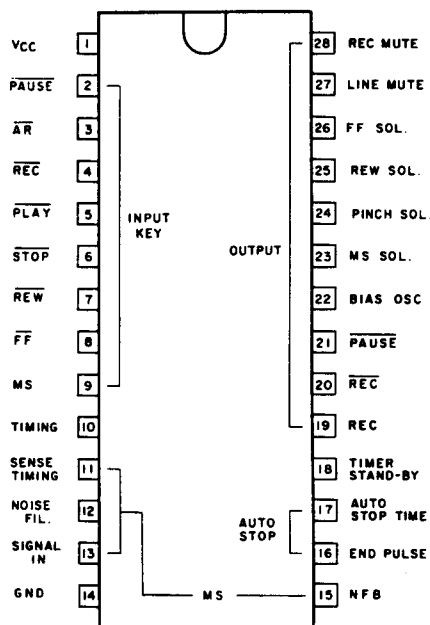 VCC 1
PAUSE 2
AR 3
REC 4
PLAY 5
STOP 6
REW 7
FF 8
MS 9
TIMING 10
SENSE TIMING 11
NOISE FIL. 12
SIGNAL IN 13
GND 14
INPUT KEY
OUTPUT
AUTO STOP
MS
28 REC MUTE
27 LINE MUTE
26 FF SOL.
25 REW SOL.
24 PINCH SOL.
23 MS SOL.
22 BIAS OSC
21 PAUSE
20 REC
19 REC
18 TIMER STAND-BY
17 AUTO STOP TIME
16 END PULSE
15 NFB